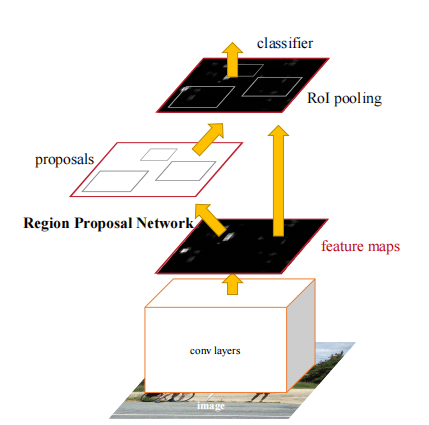 classifier
RoI pooling
proposals
Region Proposal Network
feature maps
conv layers
image